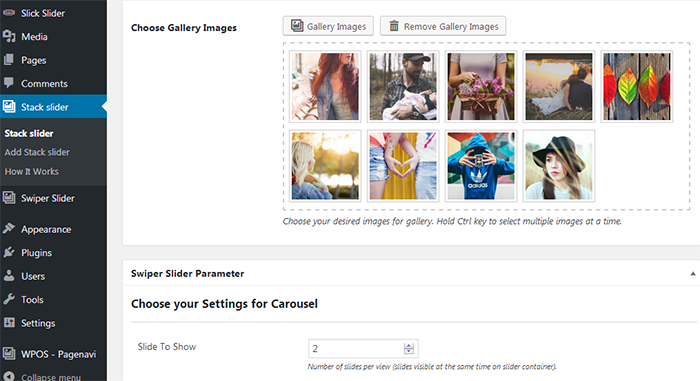 Slick Slider
Media
Pages
Comments
Stack slider
Stack slider
Add Stack slider
How It Works
Swiper Slider
Appearance
Plugins
Users
Tools
Settings
WPOS - Pagenavi
Collapse menu
Choose Gallery Images
Gallery Images
Remove Gallery Images
adidas
Choose your desired images for gallery. Hold Ctrl key to select multiple images at a time.
Swiper Slider Parameter
Choose your Settings for Carousel
Slide To Show
2
Number of slides per view (slides visible at the same time on slider container).